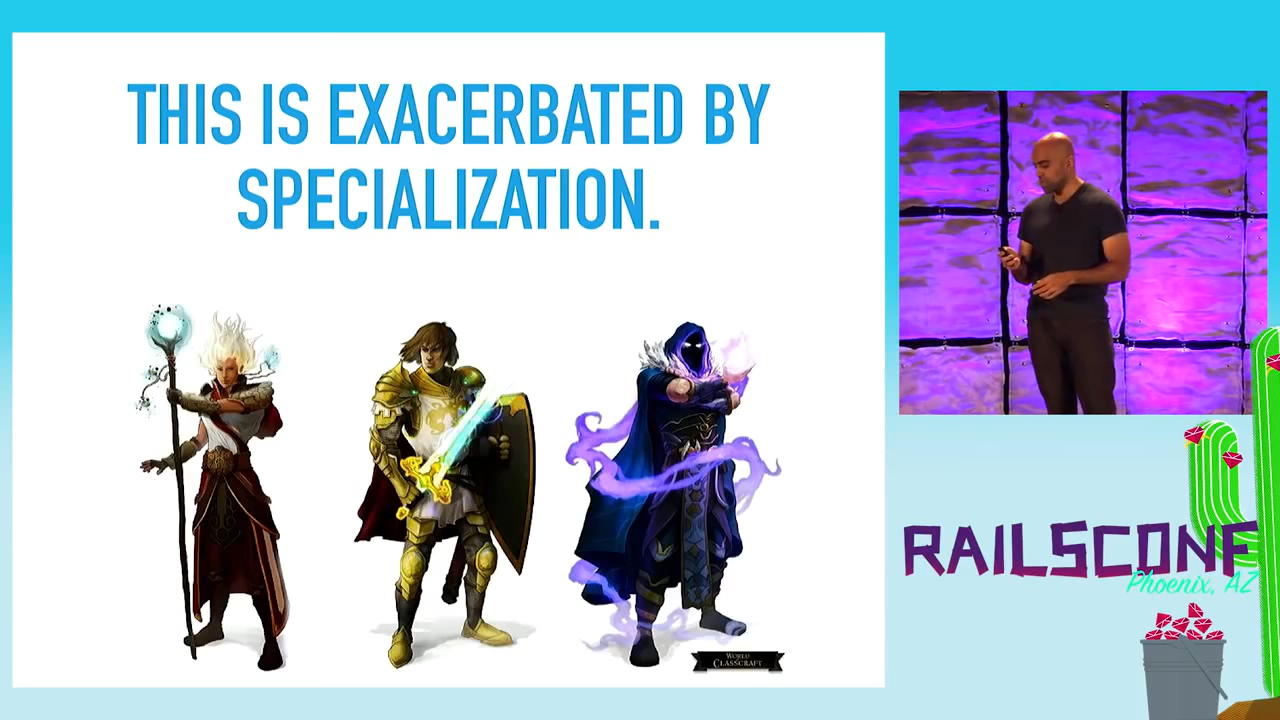 THIS IS EXACERBATED BY
SPECIALIZATION.
WORLD
CLASSCRAFT
RAILSCONF
Phoenix, AZ